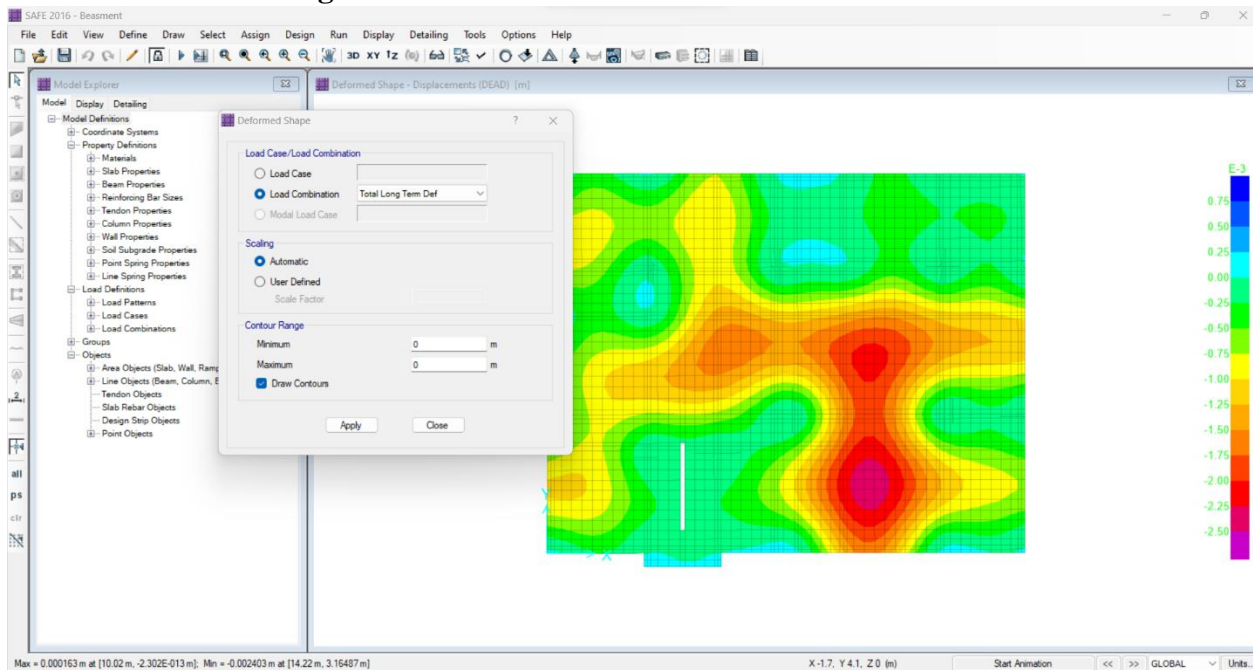 SAFE 2016 - Beasment
File Edit View Define Draw Select Assign Design Run Display Detailing Tools Options Help
3D XY
Model Explorer
Model Display Detailing
Model Definitions
Coordinate Systems
Property Definitions
Materials
Slab Properties
Beam Properties
Reinforcing Bar Sizes
Tendon Properties
Column Properties
Wall Properties
Soil Subgrade Properties
Point Spring Properties
Line Spring Properties
Load Definitions
Load Patterns
Load Cases
Load Combinations
Groups
Objects
Area Objects (Slab, Wall, Ramp
Line Objects (Beam, Column, B
Tendon Objects
Slab Rebar Objects
Design Strip Objects
Point Objects
all
ps
clr
Deformed Shape - Displacements (DEAD) [m]
Deformed Shape
? ×
Load Case/Load Combination
Load Case
Load Combination Total Long Term Def
Modal Load Case
Scaling
Automatic
User Defined
Scale Factor
Contour Range
Minimum 0 m
Maximum 0 m
Draw Contours
Apply Close
Y
X
E-3
0.75
0.50
0.25
0.00
-0.25
-0.50
-0.75
-1.00
-1.25
-1.50
-1.75
-2.00
-2.25
-2.50
Max = 0.000163 m at [10.02 m, -2.302E-013 m]; Min = -0.002403 m at [14.22 m, 3.16487 m]
X -1.7, Y 4.1, Z 0 (m) Start Animation << >> GLOBAL Units...